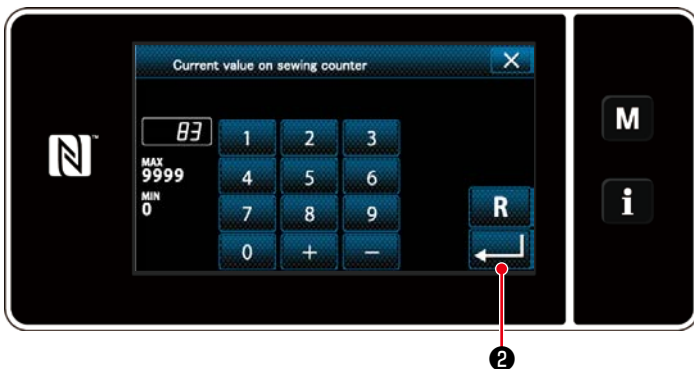 Current value on sewing counter
83
MAX
9999
MIN
0
1 2 3
4 5 6
7 8 9
0 + −
R
M
i
N™
❷